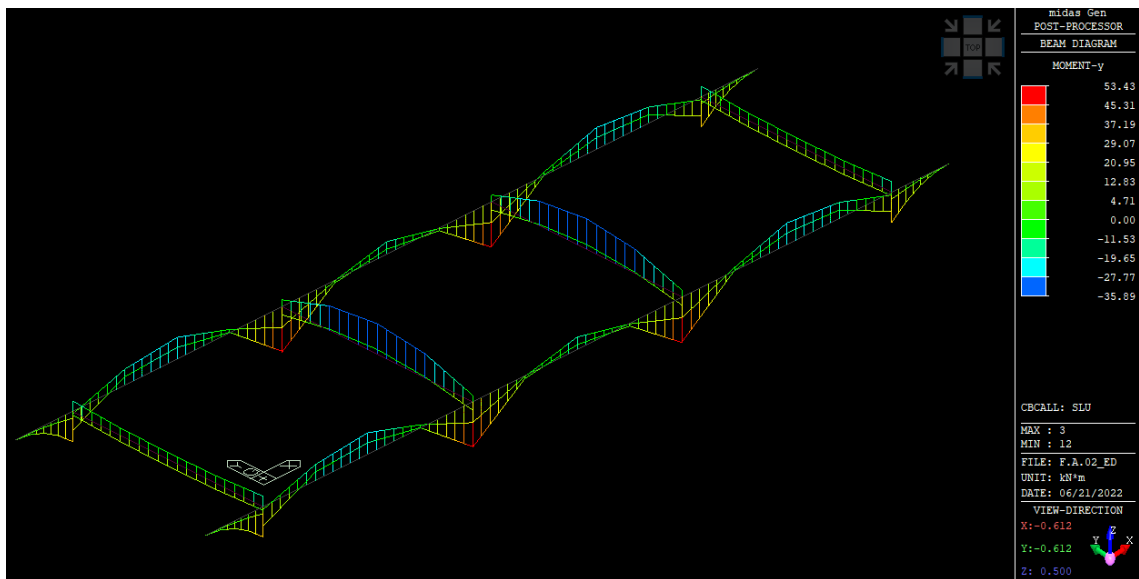 TOP
midas Gen
POST-PROCESSOR
BEAM DIAGRAM
MOMENT-y
53.43
45.31
37.19
29.07
20.95
12.83
4.71
0.00
-11.53
-19.65
-27.77
-35.89
CBCALL: SLU
MAX : 3
MIN : 12
FILE: F.A.02_ED
UNIT: kN*m
DATE: 06/21/2022
VIEW-DIRECTION
X:-0.612
Y:-0.612
Z: 0.500
Z
Y X